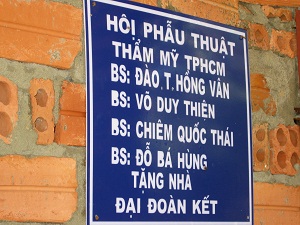 HÔI PHẪU THUẬT
THẨM MỸ TPHCM
BS: ĐÀO.T.HỒNG VÂN
BS: VÕ DUY THIỆN
BS: CHIÊM QUỐC THÁI
BS: ĐỖ BÁ HÙNG
TẶNG NHÀ
ĐẠI ĐOÀN KẾT